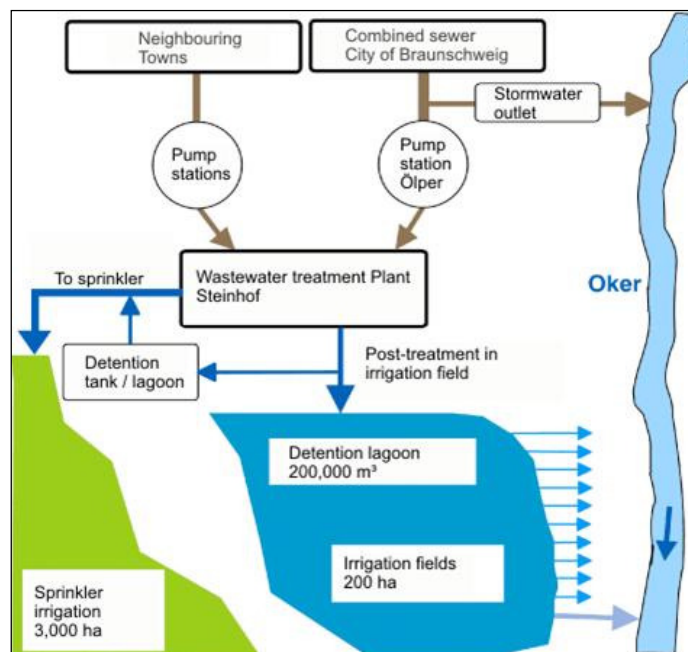 Neighbouring
Towns
Combined sewer
City of Braunschweig
Stormwater
outlet
Pump
stations
Pump
station
Ölper
To sprinkler
Wastewater treatment Plant
Steinhof
Oker
Detention
tank / lagoon
Post-treatment in
irrigation field
Detention lagoon
200,000 m³
Irrigation fields
200 ha
Sprinkler
irrigation
3,000 ha